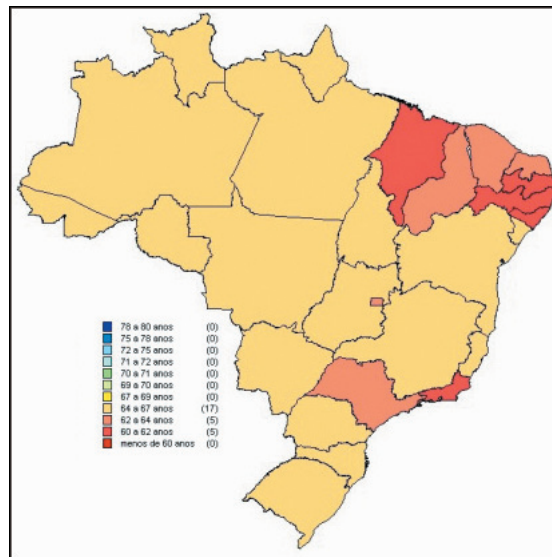 78 a 80 anos (0)
75 a 78 anos (0)
72 a 75 anos (0)
71 a 72 anos (0)
70 a 71 anos (0)
69 a 70 anos (0)
67 a 69 anos (0)
64 a 67 anos (17)
62 a 64 anos (5)
60 a 62 anos (5)
menos de 60 anos (0)